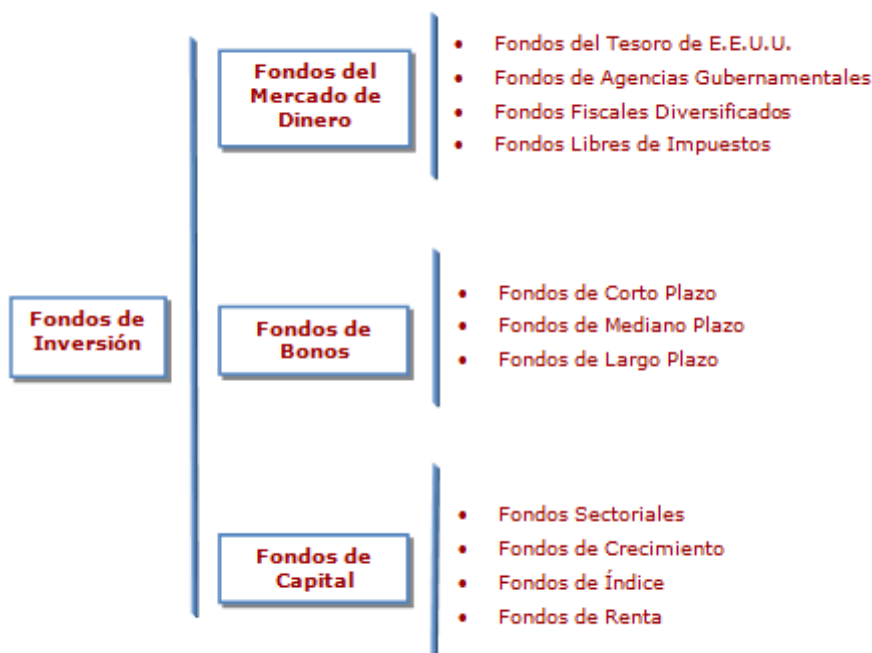 Fondos de
Inversión
Fondos del
Mercado de
Dinero
• Fondos del Tesoro de E.E.U.U.
• Fondos de Agencias Gubernamentales
• Fondos Fiscales Diversificados
• Fondos Libres de Impuestos
Fondos de
Bonos
• Fondos de Corto Plazo
• Fondos de Mediano Plazo
• Fondos de Largo Plazo
Fondos de
Capital
• Fondos Sectoriales
• Fondos de Crecimiento
• Fondos de Índice
• Fondos de Renta